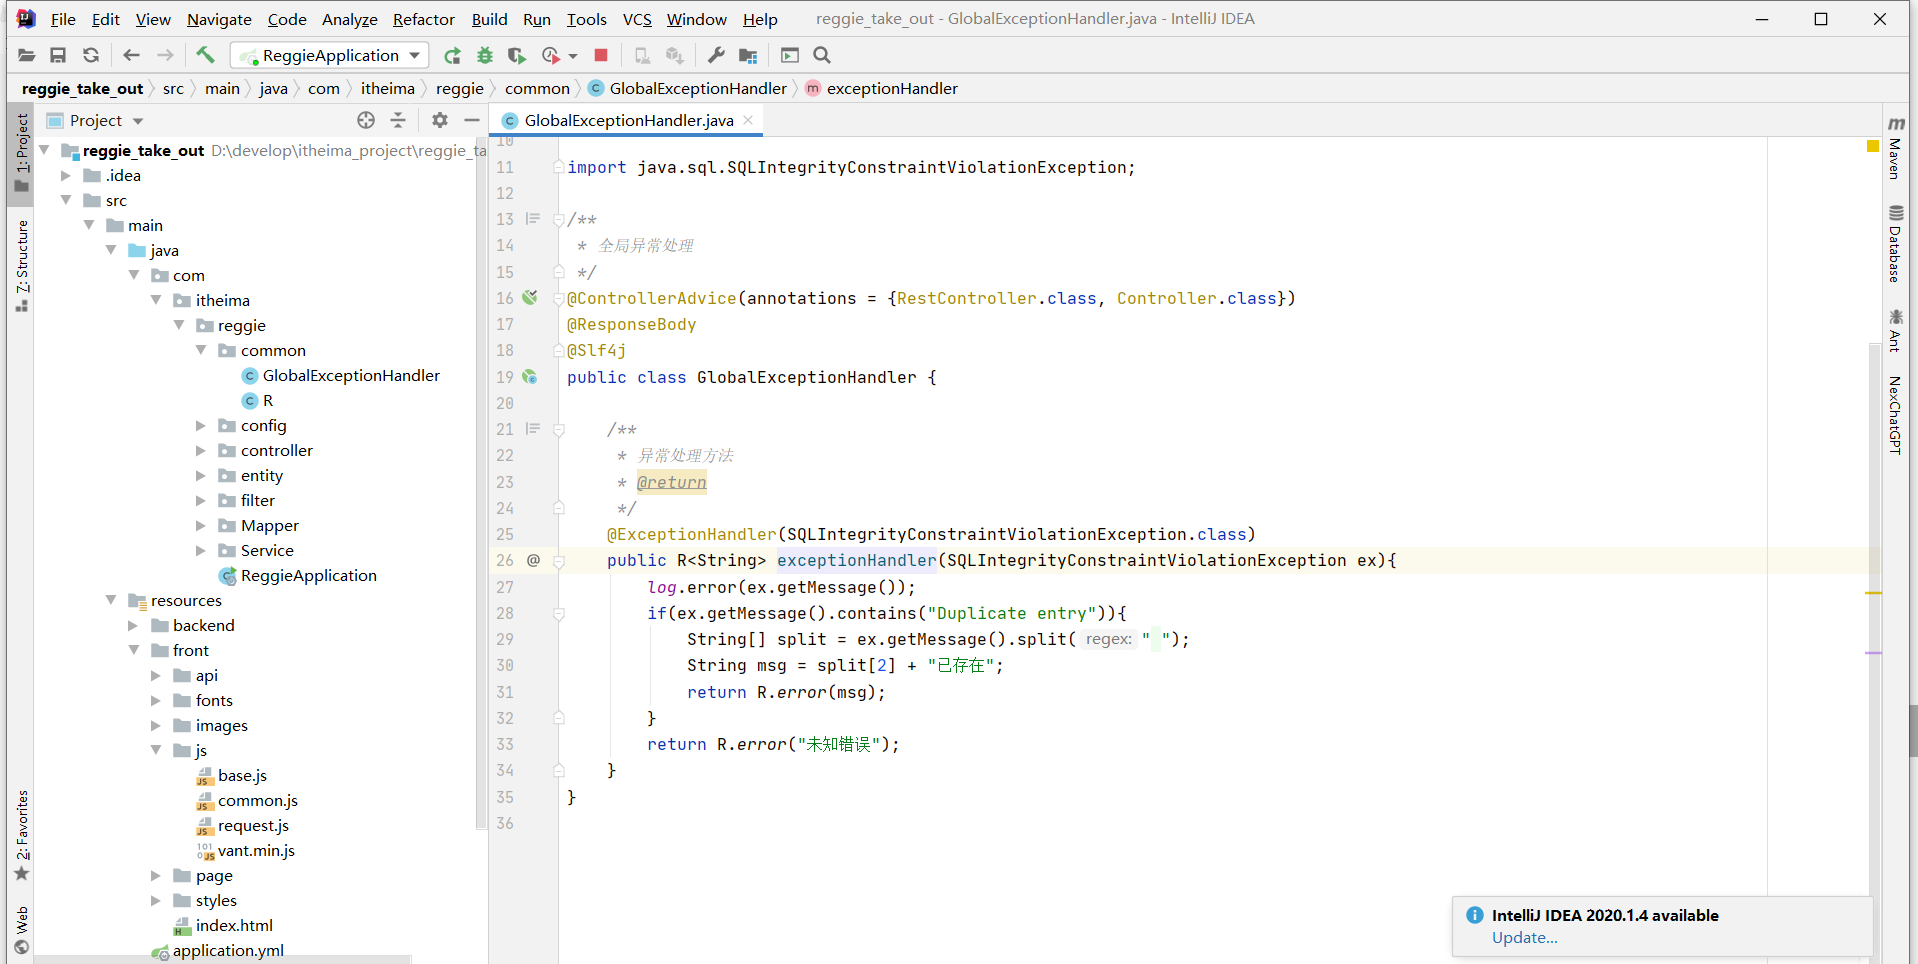 File Edit View Navigate Code Analyze Refactor Build Run Tools VCS Window Help reggie_take_out - GlobalExceptionHandler.java - IntelliJ IDEA
ReggieApplication
reggie_take_out src main java com itheima reggie common GlobalExceptionHandler exceptionHandler
1: Project
Z: Structure
2: Favorites
Web
Project
reggie_take_out D:\develop\itheima_project\reggie_ta
.idea
src
main
java
com
itheima
reggie
common
GlobalExceptionHandler
R
config
controller
entity
filter
Mapper
Service
ReggieApplication
resources
backend
front
api
fonts
images
js
base.js
common.js
request.js
vant.min.js
page
styles
index.html
application.yml
GlobalExceptionHandler.java
10
11 import java.sql.SQLIntegrityConstraintViolationException;
12
13 /**
14 * 全局异常处理
15 */
16 @ControllerAdvice(annotations = {RestController.class, Controller.class})
17 @ResponseBody
18 @Slf4j
19 public class GlobalExceptionHandler {
20
21 /**
22 * 异常处理方法
23 * @return
24 */
25 @ExceptionHandler(SQLIntegrityConstraintViolationException.class)
26 @ public R<String> exceptionHandler(SQLIntegrityConstraintViolationException ex){
27 log.error(ex.getMessage());
28 if(ex.getMessage().contains("Duplicate entry")){
29 String[] split = ex.getMessage().split( regex: " ");
30 String msg = split[2] + "已存在";
31 return R.error(msg);
32 }
33 return R.error("未知错误");
34 }
35 }
36
Maven
Database
Ant
NexChatGPT
IntelliJ IDEA 2020.1.4 available
Update...